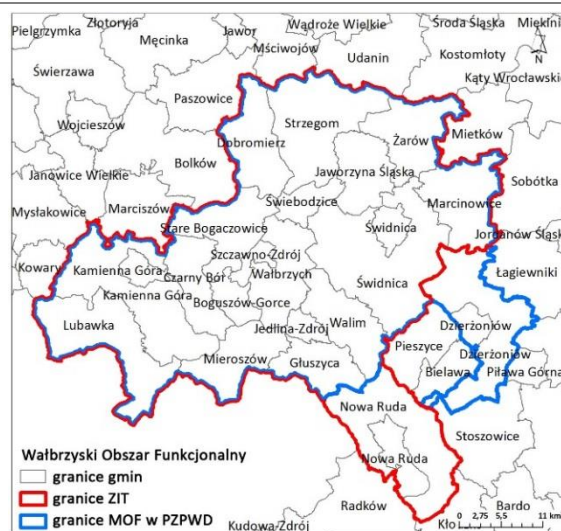 Pielgrzymka
Złotoryja
Męcinka
Jawor
Wądroże Wielkie
Środa Śląska
Mściwojów
Udanin
Kostomłoty
N
Świerzawa
Kąty Wrocławskie
Paszowice
Strzegom
Wojcieszów
Dobromierz
Żarów
Mietków
Bolków
Janowice Wielkie
Jaworzyna Śląska
Sobótka
Mysłakowice
Marciszów
Świebodzice
Marcinowice
Stare Bogaczowice
Świdnica
Jordanów Śląsk
Kowary
Kamienna Góra
Szczawno-Zdrój
Łagiewniki
Czarny Bór
Wałbrzych
Świdnica
Kamienna Góra
Boguszów-Gorce
Lubawka
Jedlina-Zdrój
Walim
Dzierżoniów
Mieroszów
Głuszyca
Pieszyce
Dzierżoniów
Bielawa
Piława Górna
Nowa Ruda
Stoszowice
Nowa Ruda
Radków
Bardo
Kudowa-Zdrój
Kło
Wałbrzyski Obszar Funkcjonalny
granice gmin
granice ZIT
granice MOF w PZPWD
0 2,75 5,5 11 km